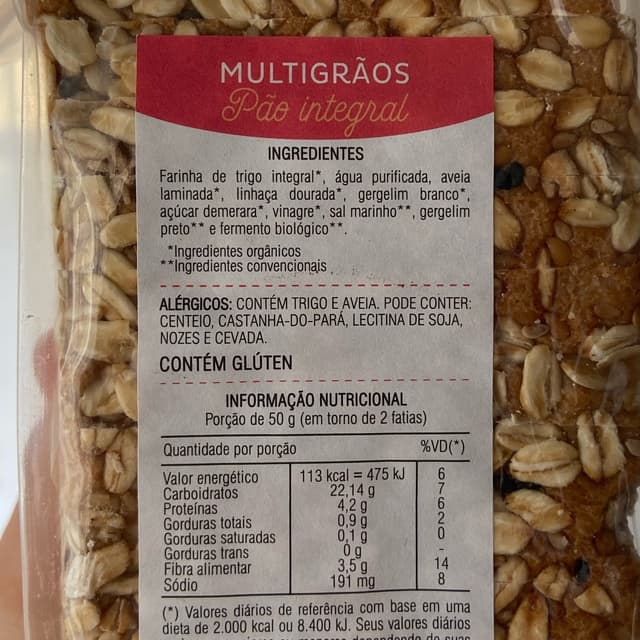 MULTIGRÃOS
Pão integral
INGREDIENTES
Farinha de trigo integral*, água purificada, aveia
laminada*, linhaça dourada*, gergelim branco*,
açúcar demerara*, vinagre*, sal marinho**, gergelim
preto** e fermento biológico**.
*Ingredientes orgânicos
**Ingredientes convencionais
ALÉRGICOS: CONTÉM TRIGO E AVEIA. PODE CONTER:
CENTEIO, CASTANHA-DO-PARÁ, LECITINA DE SOJA,
NOZES E CEVADA.
CONTÉM GLÚTEN
INFORMAÇÃO NUTRICIONAL
Porção de 50 g (em torno de 2 fatias)
Quantidade por porção %VD(*)
Valor energético 113 kcal = 475 kJ 6
Carboidratos 22,14 g 7
Proteínas 4,2 g 6
Gorduras totais 0,9 g 2
Gorduras saturadas 0,1 g 0
Gorduras trans 0 g -
Fibra alimentar 3,5 g 14
Sódio 191 mg 8
(*) Valores diários de referência com base em uma
dieta de 2.000 kcal ou 8.400 kJ. Seus valores diários